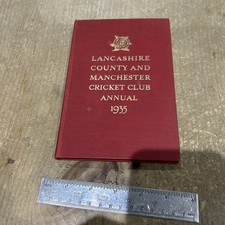 LANCASHIRE
COUNTY AND
MANCHESTER
CRICKET CLUB
ANNUAL
1935